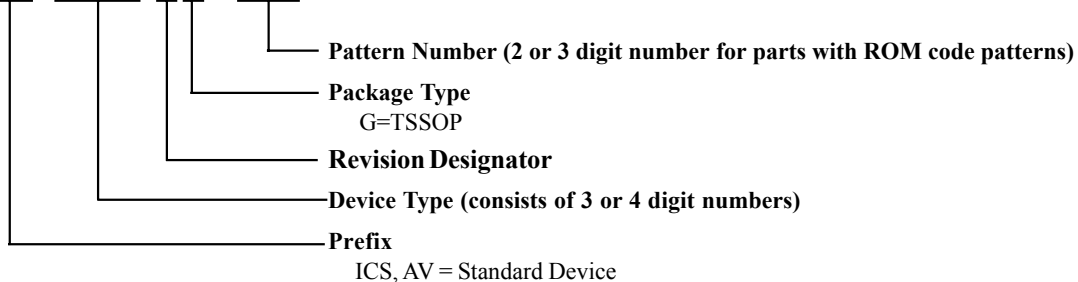 Pattern Number (2 or 3 digit number for parts with ROM code patterns)
Package Type
G=TSSOP
Revision Designator
Device Type (consists of 3 or 4 digit numbers)
Prefix
ICS, AV = Standard Device